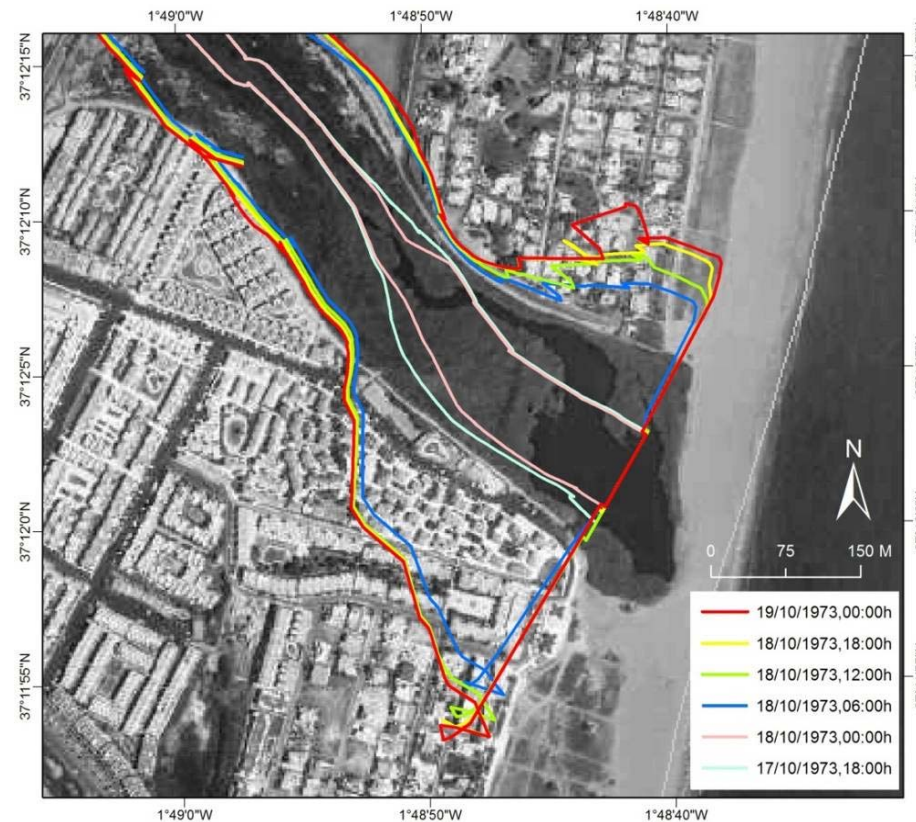 1°49'0"W 1°48'50"W 1°48'40"W
37°12'15"N
37°12'10"N
37°12'5"N
37°12'0"N
37°11'55"N
N
0 75 150 M
19/10/1973,00:00h
18/10/1973,18:00h
18/10/1973,12:00h
18/10/1973,06:00h
18/10/1973,00:00h
17/10/1973,18:00h
1°49'0"W 1°48'50"W 1°48'40"W